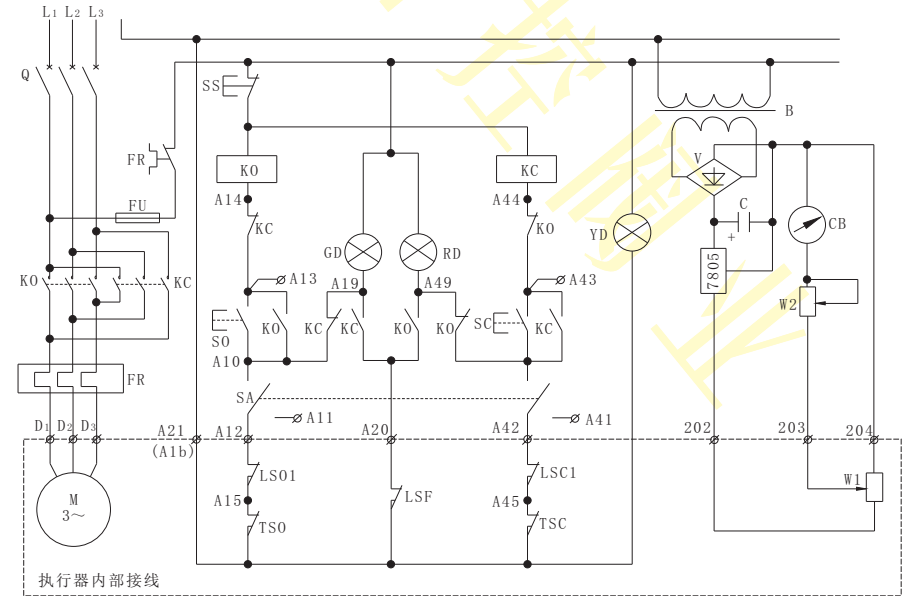 L1 L2 L3
Q
SS
B
FR
KO
KC
V
A14
A44
C
FU
KC
KO
YD
+
CB
GD
RD
7805
KO
KC
A13
A19
A49
A43
W2
SO
KO
KC
KC
KO
KO
SC
KC
A10
FR
SA
A11
A41
D1 D2 D3
A21
(A1b)
A12
A20
A42
202
203
204
LSO1
LSC1
W1
M
3～
A15
LSF
A45
TSO
TSC
执行器内部接线